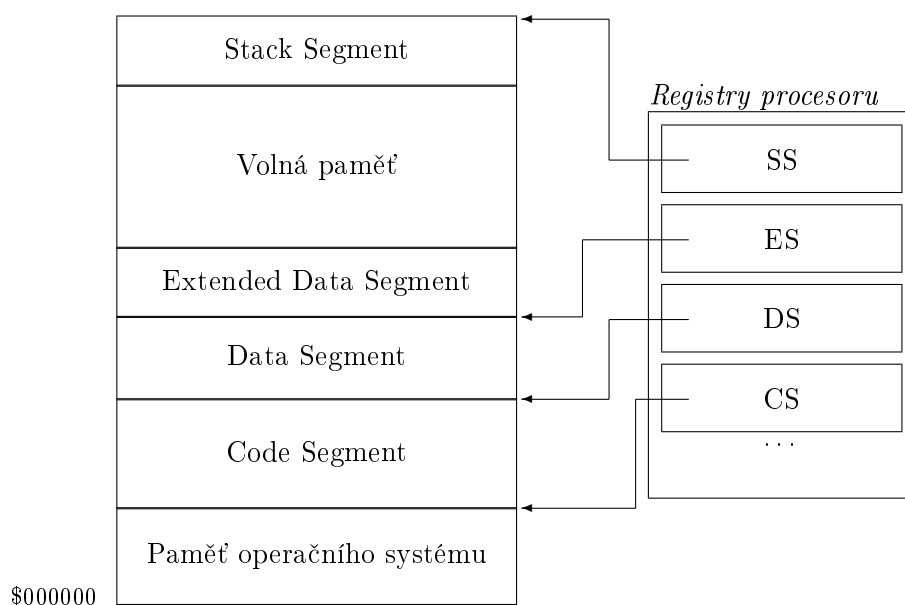 Stack Segment
Volná paměť
Extended Data Segment
Data Segment
Code Segment
Paměť operačního systému
$000000
Registry procesoru
SS
ES
DS
CS
...